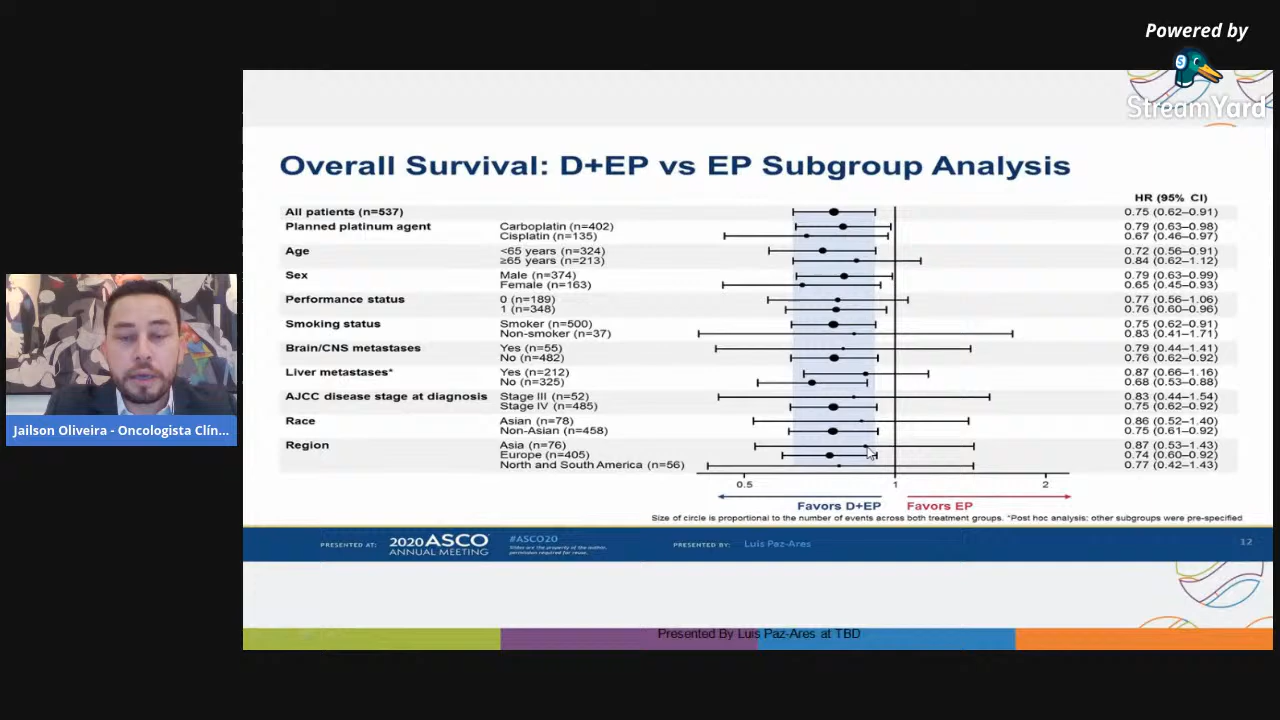 Powered by
StreamYard
Overall Survival: D+EP vs EP Subgroup Analysis
HR (95% CI)
All patients (n=537) 0.75 (0.62–0.91)
Planned platinum agent Carboplatin (n=402) 0.79 (0.63–0.98)
Cisplatin (n=135) 0.67 (0.46–0.97)
Age <65 years (n=324) 0.72 (0.56–0.91)
≥65 years (n=213) 0.84 (0.62–1.12)
Sex Male (n=374) 0.79 (0.63–0.99)
Female (n=163) 0.65 (0.45–0.93)
Performance status 0 (n=189) 0.77 (0.56–1.06)
1 (n=348) 0.76 (0.60–0.96)
Smoking status Smoker (n=500) 0.75 (0.62–0.91)
Non-smoker (n=37) 0.83 (0.41–1.71)
Brain/CNS metastases Yes (n=55) 0.79 (0.44–1.41)
No (n=482) 0.76 (0.62–0.92)
Liver metastases* Yes (n=212) 0.87 (0.66–1.16)
No (n=325) 0.68 (0.53–0.88)
AJCC disease stage at diagnosis Stage III (n=52) 0.83 (0.44–1.54)
Stage IV (n=485) 0.75 (0.62–0.92)
Race Asian (n=78) 0.86 (0.52–1.40)
Non-Asian (n=458) 0.75 (0.61–0.92)
Region Asia (n=76) 0.87 (0.53–1.43)
Europe (n=405) 0.74 (0.60–0.92)
North and South America (n=56) 0.77 (0.42–1.43)
0.5 1 2
Favors D+EP Favors EP
Size of circle is proportional to the number of events across both treatment groups. *Post hoc analysis; other subgroups were pre-specified
PRESENTED AT: 2020 ASCO
ANNUAL MEETING
#ASCO20
Slides are the property of the author,
permission required for reuse.
PRESENTED BY: Luis Paz-Ares
12
Presented By Luis Paz-Ares at TBD
Jailson Oliveira - Oncologista Clín...